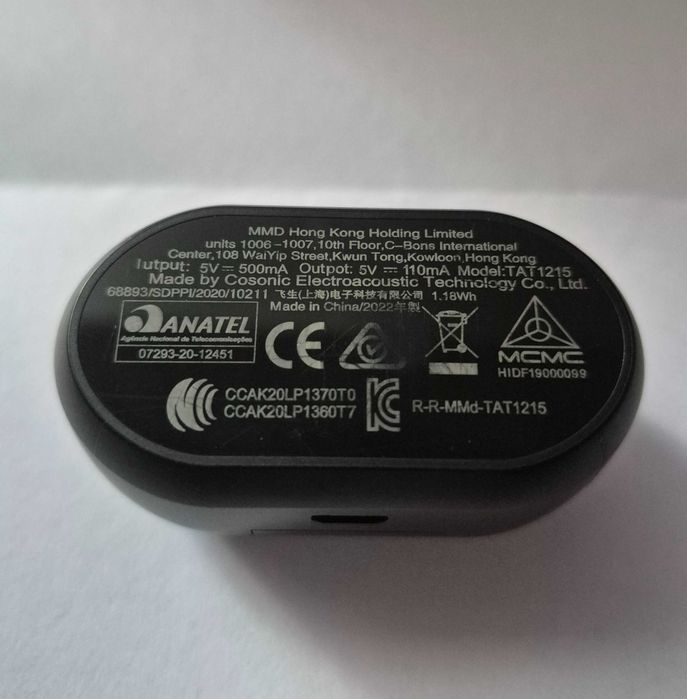 MMD Hong Kong Holding Limited
units 1006-1007,10th Floor,C-Bons International
Center,108 WaiYip Street,Kwun Tong,Kowloon,Hong Kong
Iutput: 5V⎓500mA Output: 5V⎓110mA Model:TAT1215
Made by Cosonic Electroacoustic Technology Co., Ltd.
68893/SDPPI/2020/10211 飞生(上海)电子科技有限公司 1.18Wh
Made in China/2022年製
ANATEL
Agência Nacional de Telecomunicações
07293-20-12451
CE
MCMC
HIDF19000099
CCAK20LP1370T0
CCAK20LP1360T7
R-R-MMd-TAT1215